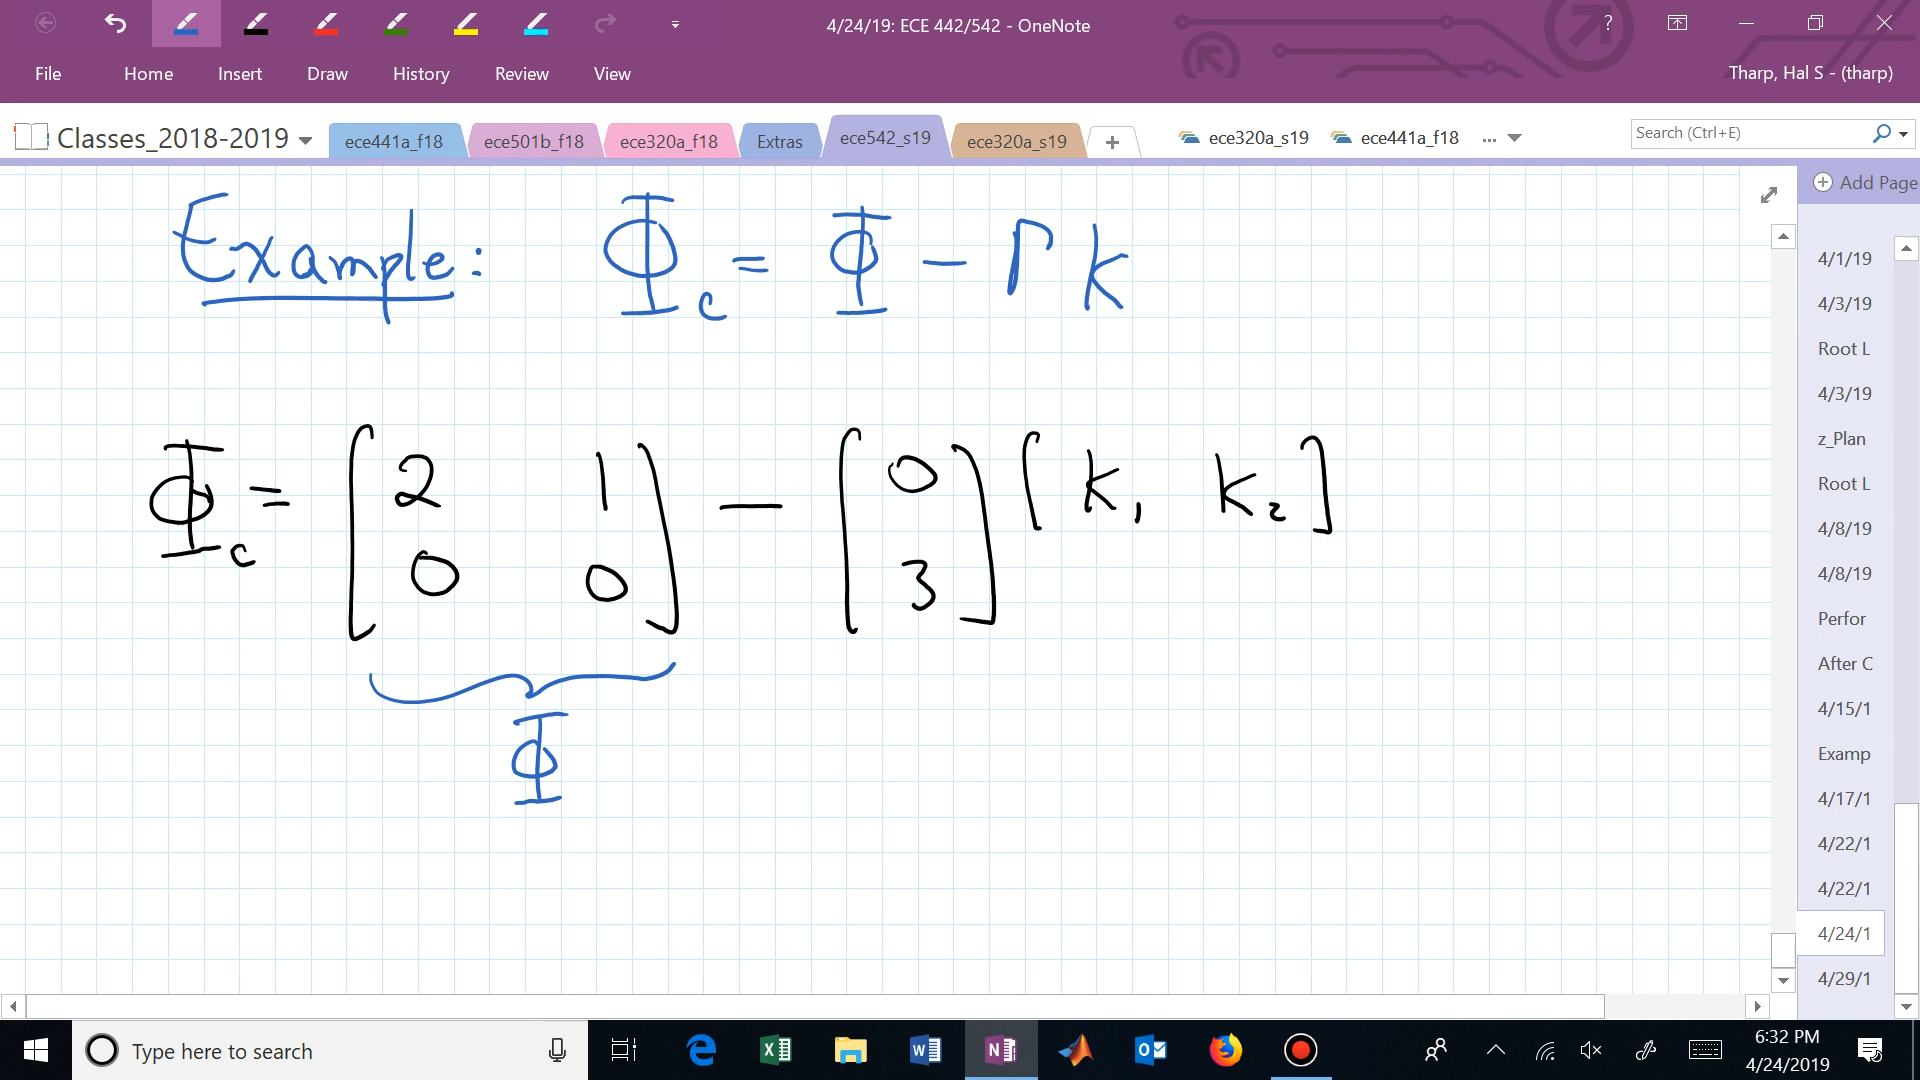 4/24/19: ECE 442/542 - OneNote
?
File Home Insert Draw History Review View
Tharp, Hal S - (tharp)
Classes_2018-2019
ece441a_f18 ece501b_f18 ece320a_f18 Extras ece542_s19 ece320a_s19 +
ece320a_s19 ece441a_f18 ...
Search (Ctrl+E)
Add Page
4/1/19
4/3/19
Root L
4/3/19
z_Plan
Root L
4/8/19
4/8/19
Perfor
After C
4/15/1
Examp
4/17/1
4/22/1
4/22/1
4/24/1
4/29/1
Example: Φc = Φ - Γ K
Φc = [2 1; 0 0] - [0; 3] [k₁ k₂]
Φ
Type here to search
6:32 PM
4/24/2019